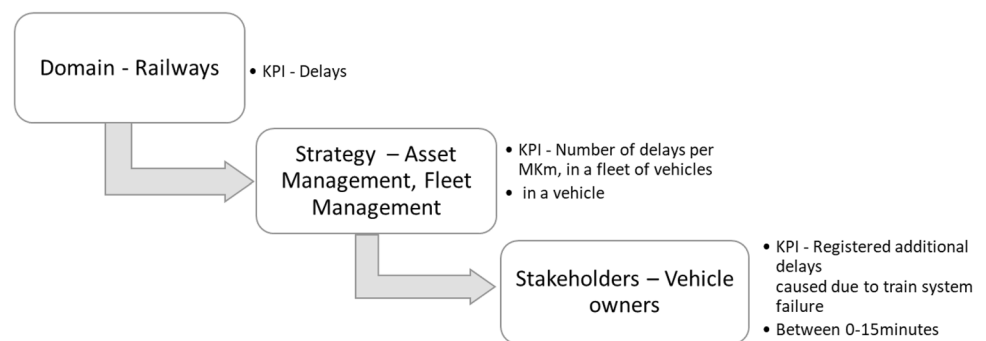 Domain - Railways
• KPI - Delays
Strategy – Asset
Management, Fleet
Management
• KPI - Number of delays per
MKm, in a fleet of vehicles
• in a vehicle
Stakeholders – Vehicle
owners
• KPI - Registered additional
delays
caused due to train system
failure
• Between 0-15minutes